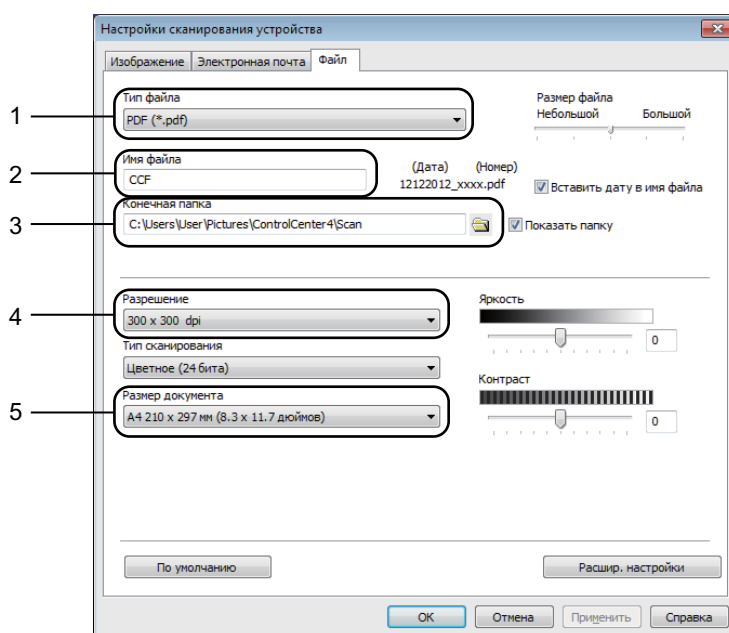 Настройки сканирования устройства
Изображение Электронная почта Файл
1
Тип файла
PDF (*.pdf)
Размер файла
Небольшой Большой
2
Имя файла
CCF
(Дата) (Номер)
12122012_xxxx.pdf
Вставить дату в имя файла
3
Конечная папка
C:\Users\User\Pictures\ControlCenter4\Scan
Показать папку
4
Разрешение
300 x 300 dpi
Яркость
0
Тип сканирования
Цветное (24 бита)
Контраст
0
5
Размер документа
A4 210 x 297 мм (8.3 x 11.7 дюймов)
По умолчанию
Расшир. настройки
OK Отмена Применить Справка